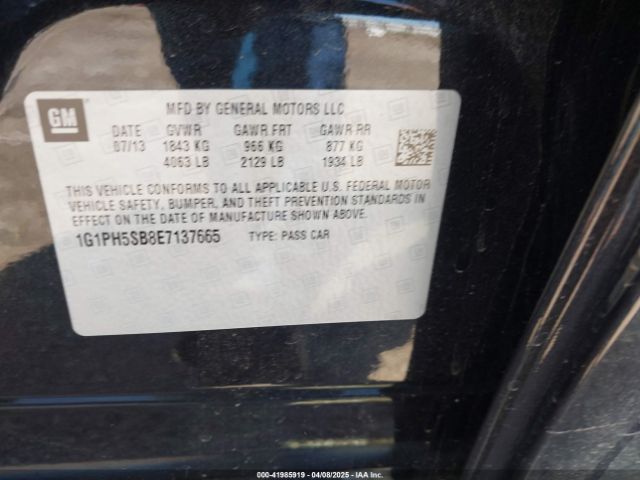 GM
MFD BY GENERAL MOTORS LLC
DATE GVWR GAWR FRT GAWR RR
07/13 1843 KG 966 KG 877 KG
4063 LB 2129 LB 1934 LB
THIS VEHICLE CONFORMS TO ALL APPLICABLE U.S. FEDERAL MOTOR
VEHICLE SAFETY, BUMPER, AND THEFT PREVENTION STANDARDS IN
EFFECT ON THE DATE OF MANUFACTURE SHOWN ABOVE.
1G1PH5SB8E7137665 TYPE: PASS CAR
000-41985919 04/08/2025 IAAI.COM